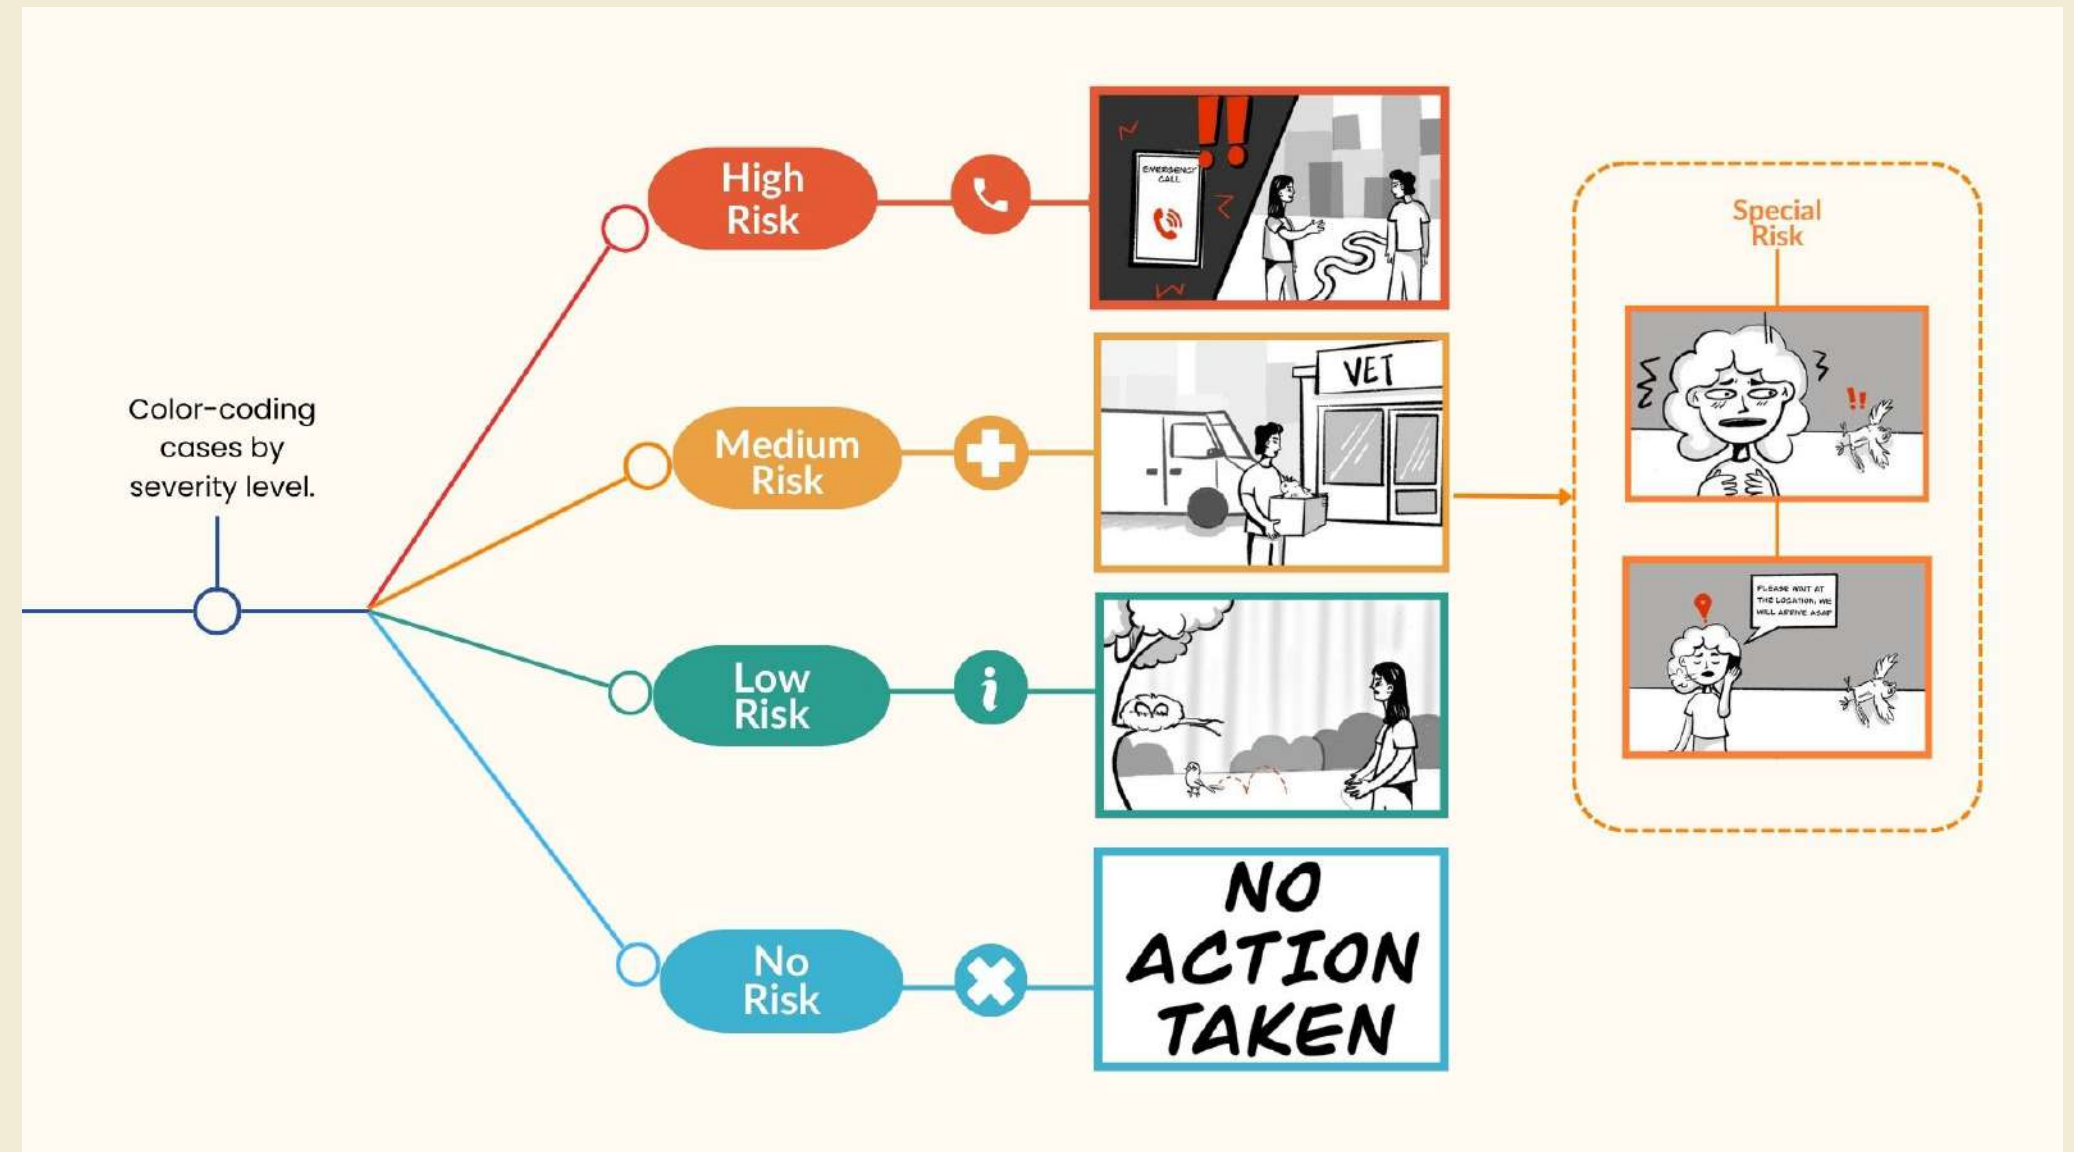 Color-coding
cases by
severity level.
High
Risk
EMERGENCY
CALL
Medium
Risk
VET
Low
Risk
No
Risk
NO
ACTION
TAKEN
Special
Risk
PLEASE WAIT AT
THE LOCATION, WE
WILL ARRIVE ASAP